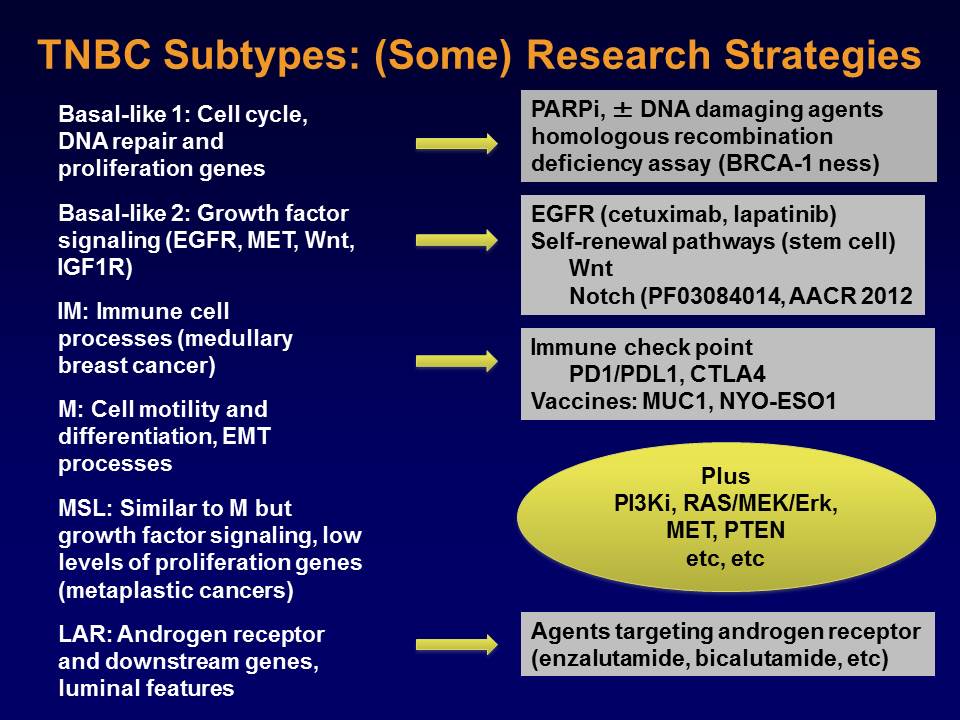 TNBC Subtypes: (Some) Research Strategies
Basal-like 1: Cell cycle,
DNA repair and
proliferation genes
PARPi, ± DNA damaging agents
homologous recombination
deficiency assay (BRCA-1 ness)
Basal-like 2: Growth factor
signaling (EGFR, MET, Wnt,
IGF1R)
EGFR (cetuximab, lapatinib)
Self-renewal pathways (stem cell)
Wnt
Notch (PF03084014, AACR 2012
IM: Immune cell
processes (medullary
breast cancer)
Immune check point
PD1/PDL1, CTLA4
Vaccines: MUC1, NYO-ESO1
M: Cell motility and
differentiation, EMT
processes
MSL: Similar to M but
growth factor signaling, low
levels of proliferation genes
(metaplastic cancers)
Plus
PI3Ki, RAS/MEK/Erk,
MET, PTEN
etc, etc
LAR: Androgen receptor
and downstream genes,
luminal features
Agents targeting androgen receptor
(enzalutamide, bicalutamide, etc)